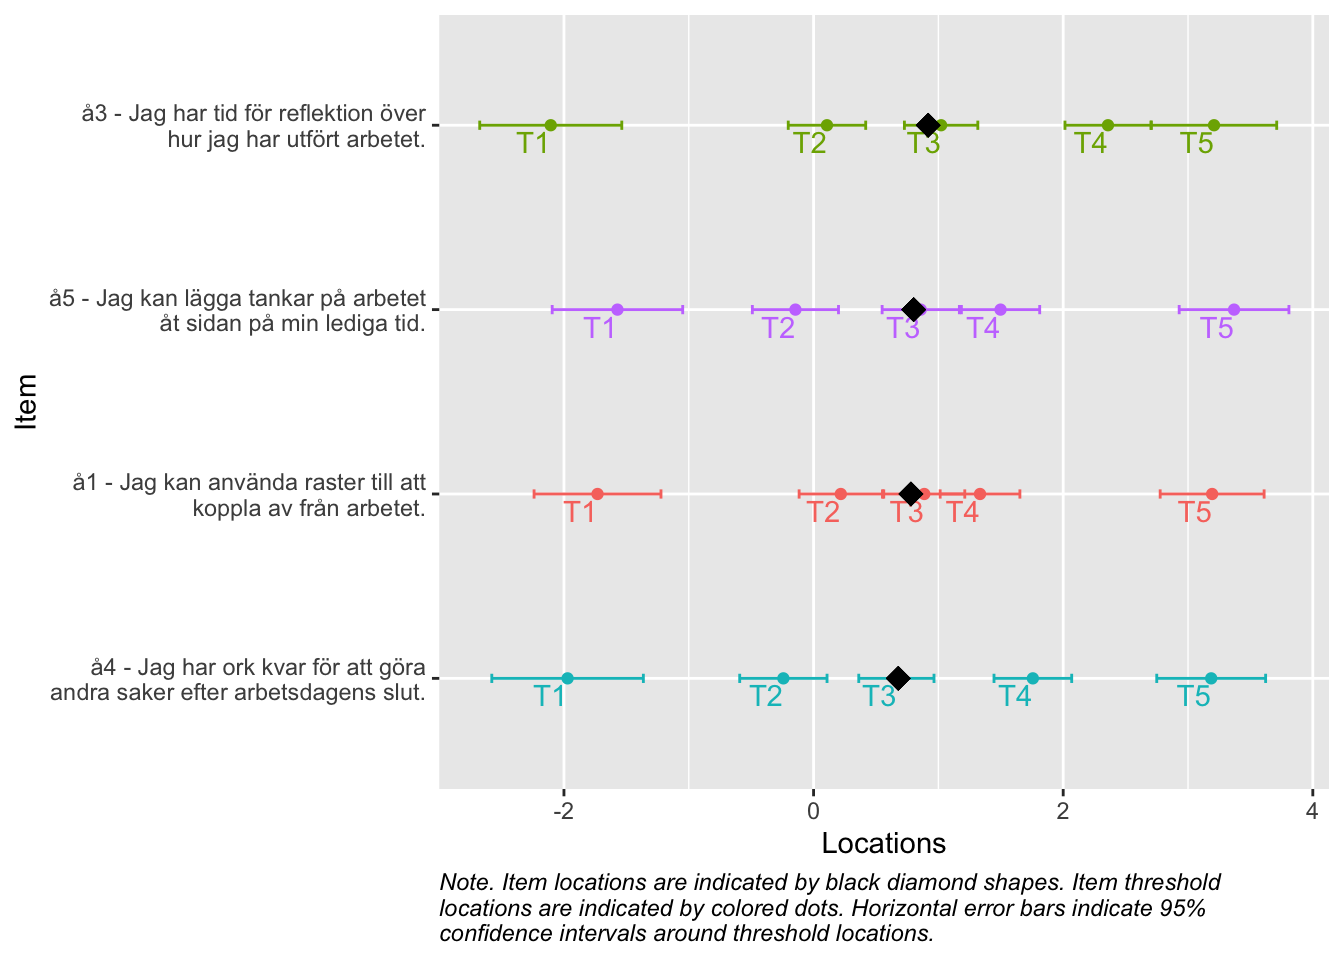 å3 - Jag har tid för reflektion över
hur jag har utfört arbetet.
T1 T2 T3 T4 T5
å5 - Jag kan lägga tankar på arbetet
åt sidan på min lediga tid.
T1 T2 T3 T4 T5
Item
å1 - Jag kan använda raster till att
koppla av från arbetet.
T1 T2 T3 T4 T5
å4 - Jag har ork kvar för att göra
andra saker efter arbetsdagens slut.
T1 T2 T3 T4 T5
-2 0 2 4
Locations
Note. Item locations are indicated by black diamond shapes. Item threshold
locations are indicated by colored dots. Horizontal error bars indicate 95%
confidence intervals around threshold locations.